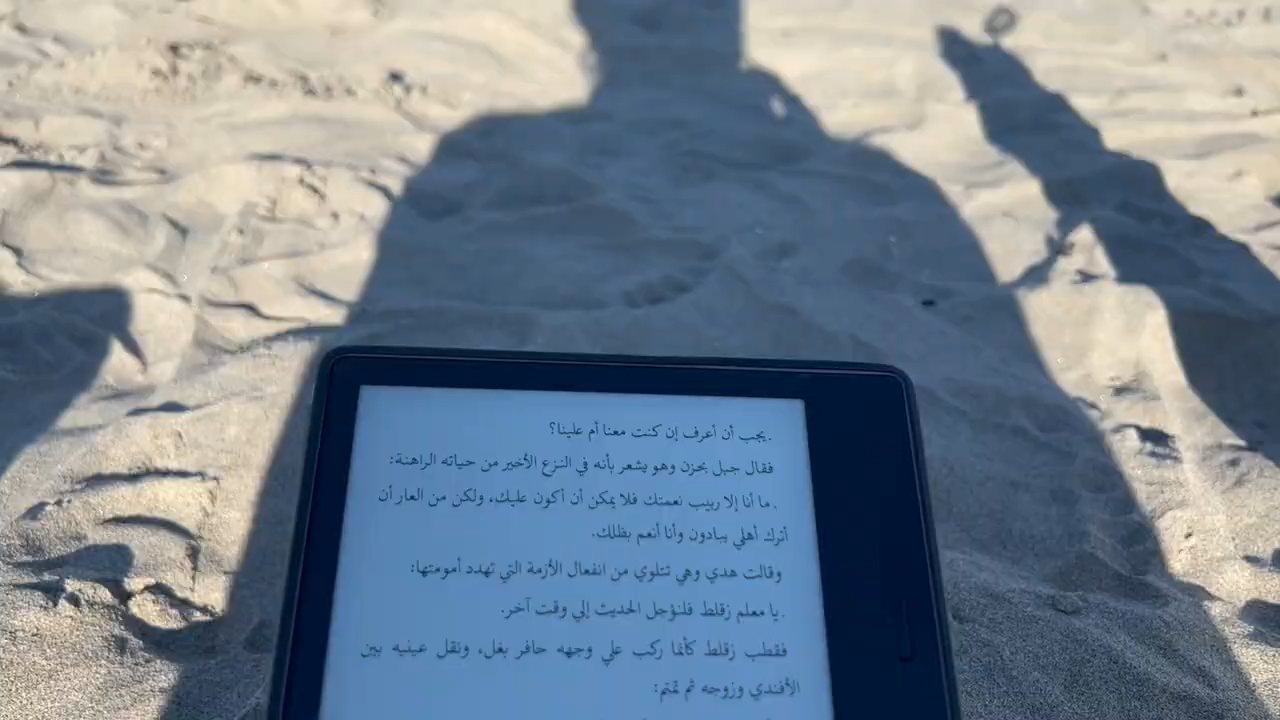 .يجب أن أعرف إن كنت معنا أم علينا؟
فقال جبل بحزن وهو يشعر بأنه في النزع الأخير من حياته الراهنة:
.ما أنا إلا ربيب نعمتك فلا يمكن أن أكون عليك، ولكن من العار أن
أترك أهلي يبادون وأنا أنعم بظلك.
وقالت هدي وهي تتلوي من انفعال الأزمة التي تهدد أمومتها:
.يا معلم زقلط فلنؤجل الحديث إلي وقت آخر.
فقطب زقلط كأنما ركب علي وجهه حافر بغل، ونقل عينيه بين
الأفندي وزوجه ثم تمتم: